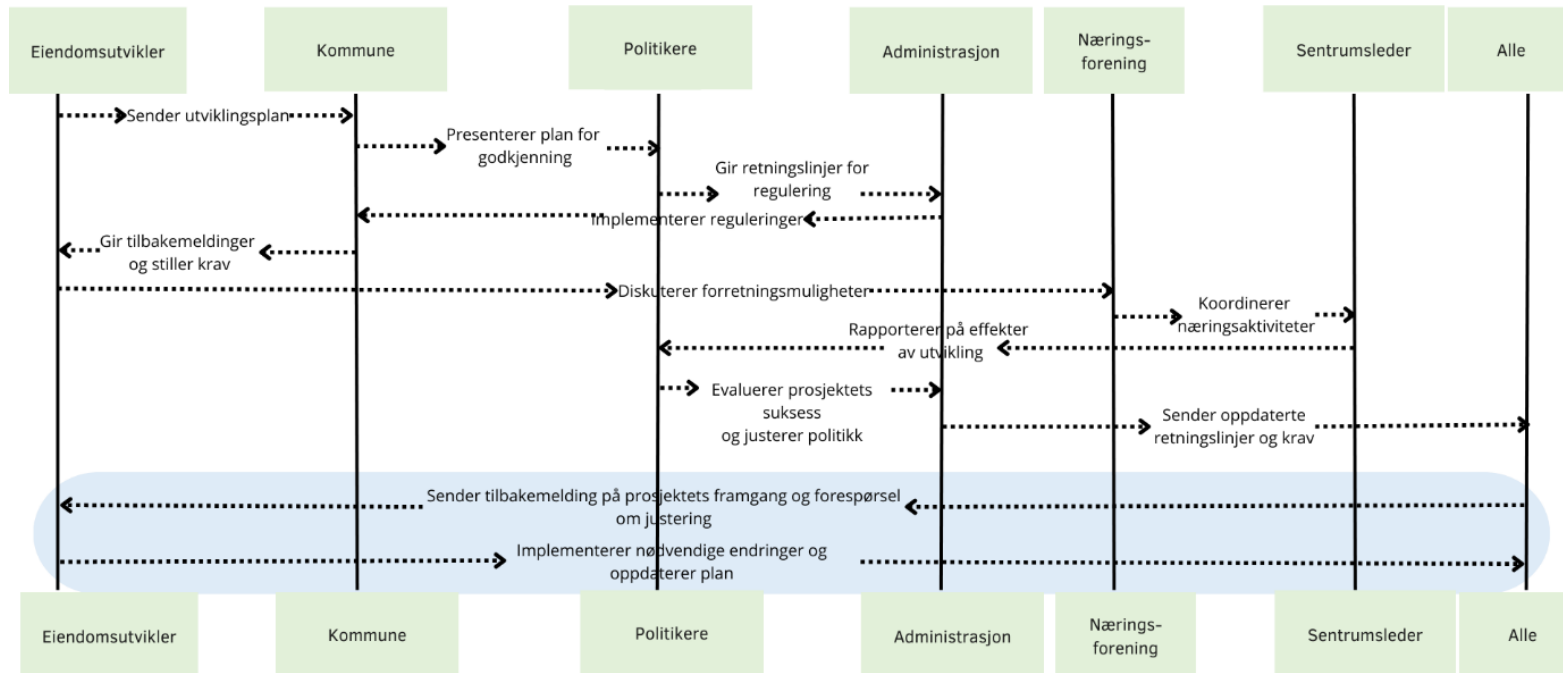 Eiendomsutvikler
Kommune
Politikere
Administrasjon
Nærings-
forening
Sentrumsleder
Alle
Sender utviklingsplan
Presenterer plan for
godkjenning
Gir retningslinjer for
regulering
Implementerer reguleringer
Gir tilbakemeldinger
og stiller krav
Diskuterer forretningsmuligheter
Koordinerer
næringsaktiviteter
Rapporterer på effekter
av utvikling
Evaluerer prosjektets
suksess
og justerer politikk
Sender oppdaterte
retningslinjer og krav
Sender tilbakemelding på prosjektets framgang og forespørsel
om justering
Implementerer nødvendige endringer og
oppdaterer plan
Eiendomsutvikler
Kommune
Politikere
Administrasjon
Nærings-
forening
Sentrumsleder
Alle